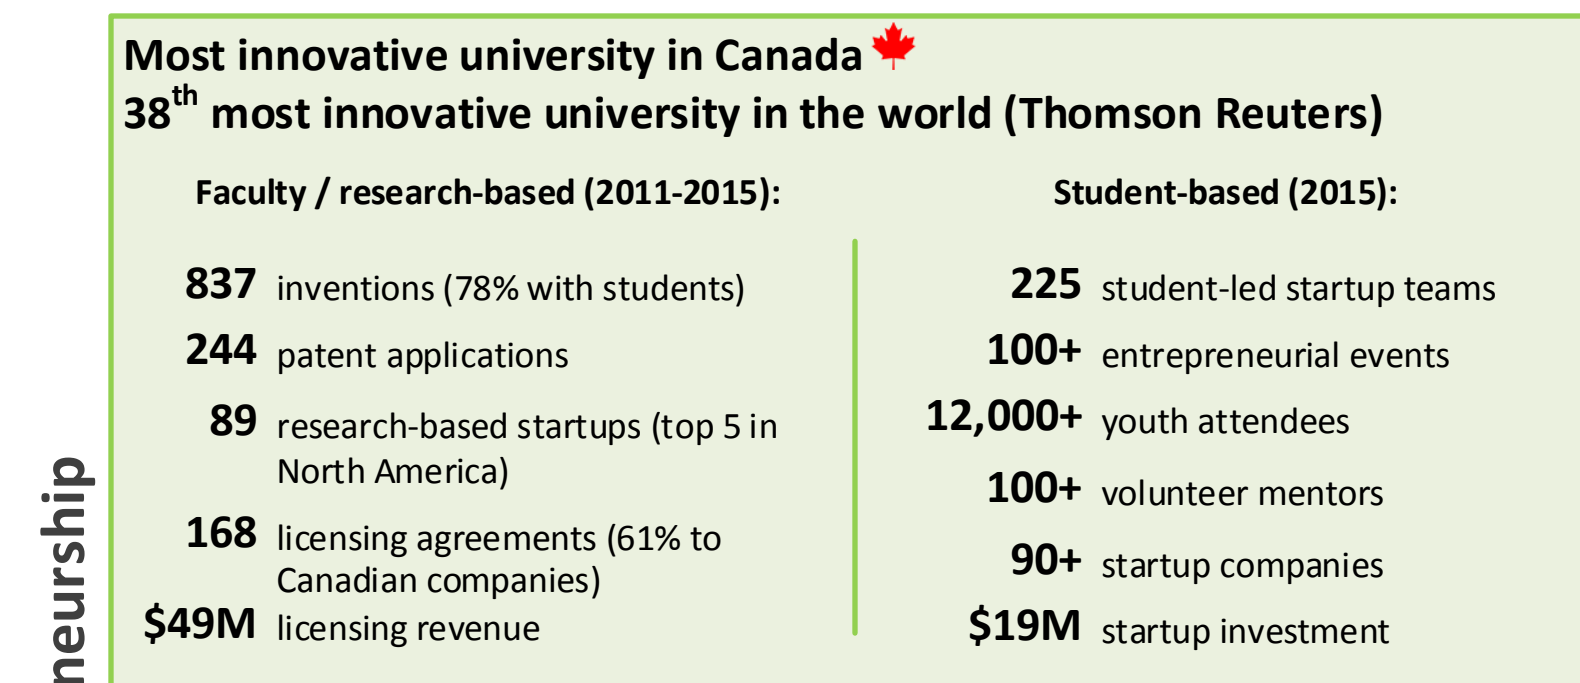 Most innovative university in Canada
38th most innovative university in the world (Thomson Reuters)
Faculty / research-based (2011-2015):
837 inventions (78% with students)
244 patent applications
89 research-based startups (top 5 in
North America)
168 licensing agreements (61% to
Canadian companies)
$49M licensing revenue
Student-based (2015):
225 student-led startup teams
100+ entrepreneurial events
12,000+ youth attendees
100+ volunteer mentors
90+ startup companies
$19M startup investment
neurship